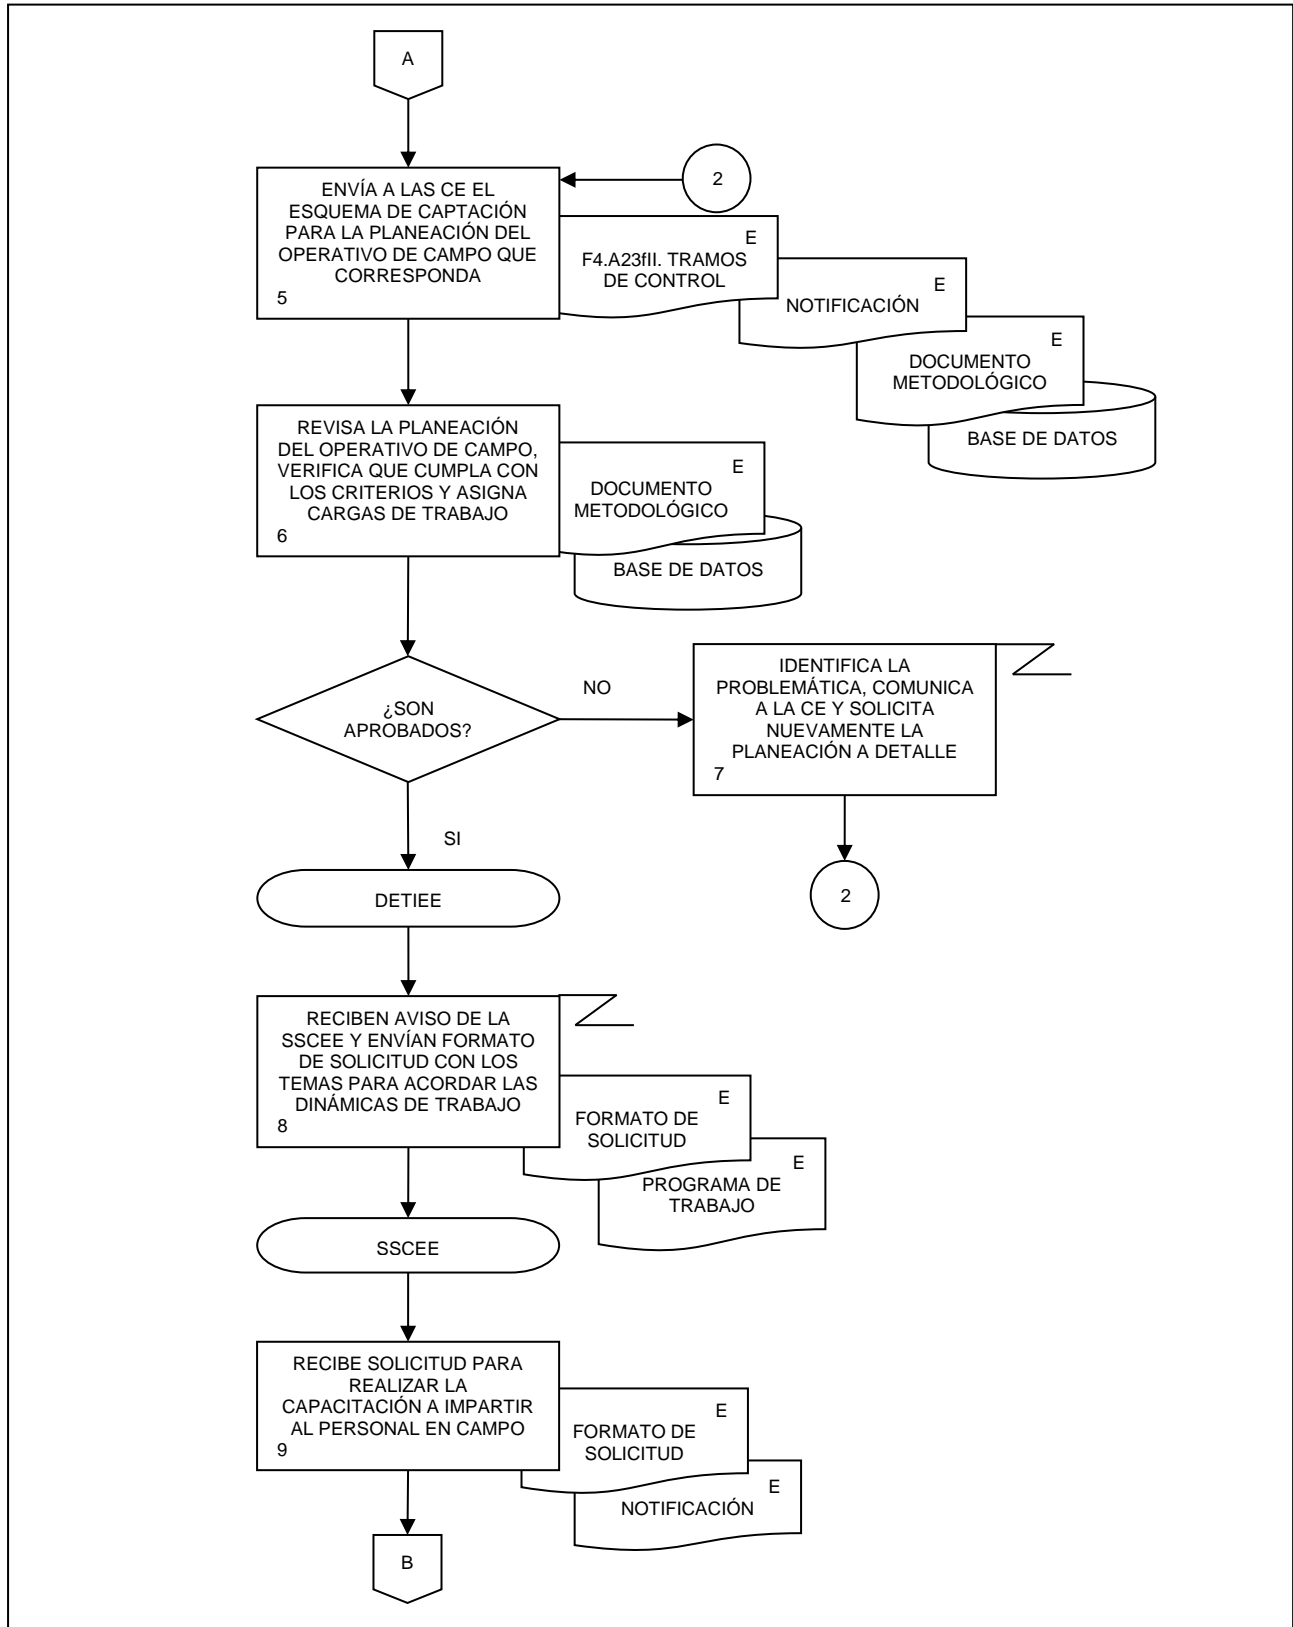 A
2
ENVÍA A LAS CE EL
ESQUEMA DE CAPTACIÓN
PARA LA PLANEACIÓN DEL
OPERATIVO DE CAMPO QUE
CORRESPONDA
5
E
F4.A23fII. TRAMOS
DE CONTROL
E
NOTIFICACIÓN
E
DOCUMENTO
METODOLÓGICO
BASE DE DATOS
REVISA LA PLANEACIÓN
DEL OPERATIVO DE CAMPO,
VERIFICA QUE CUMPLA CON
LOS CRITERIOS Y ASIGNA
CARGAS DE TRABAJO
6
E
DOCUMENTO
METODOLÓGICO
BASE DE DATOS
¿SON
APROBADOS?
NO
IDENTIFICA LA
PROBLEMÁTICA, COMUNICA
A LA CE Y SOLICITA
NUEVAMENTE LA
PLANEACIÓN A DETALLE
7
2
SI
DETIEE
RECIBEN AVISO DE LA
SSCEE Y ENVÍAN FORMATO
DE SOLICITUD CON LOS
TEMAS PARA ACORDAR LAS
DINÁMICAS DE TRABAJO
8
E
FORMATO DE
SOLICITUD
E
PROGRAMA DE
TRABAJO
SSCEE
RECIBE SOLICITUD PARA
REALIZAR LA
CAPACITACIÓN A IMPARTIR
AL PERSONAL EN CAMPO
9
E
FORMATO DE
SOLICITUD
E
NOTIFICACIÓN
B